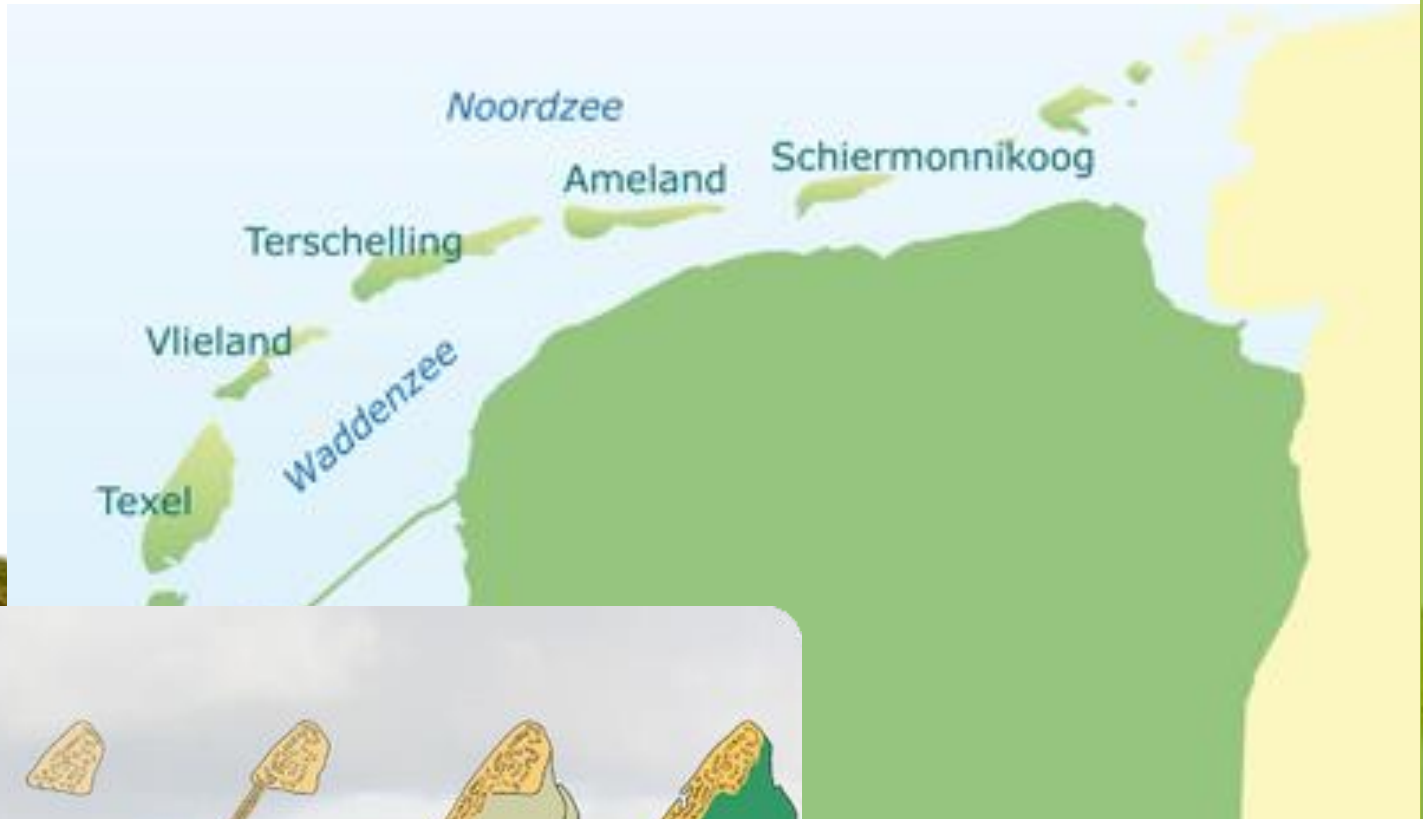 Noordzee
Schiermonnikoog
Ameland
Terschelling
Vlieland
Waddenzee
Texel